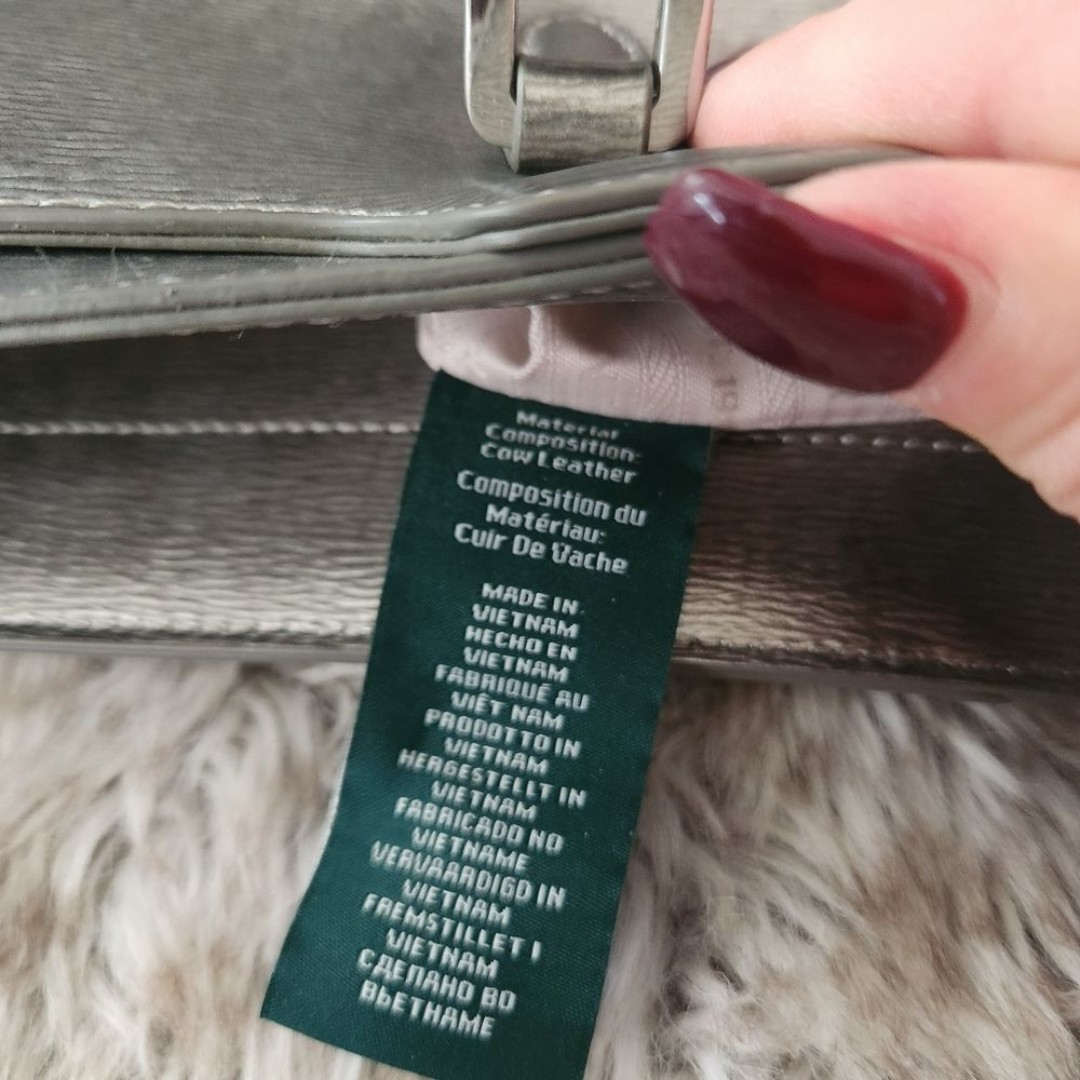 Material
Composition:
Cow Leather
Composition du
Matériau:
Cuir De Vache
MADE IN
VIETNAM
HECHO EN
VIETNAM
FABRIQUÉ AU
VIÊT NAM
PRODOTTO IN
VIETNAM
HERGESTELLT IN
VIETNAM
FABRICADO NO
VIETNAME
VERVAARDIGD IN
VIETNAM
FREMSTILLET I
VIETNAM
СДЕЛАНО ВО
ВЬЕТНАМЕ